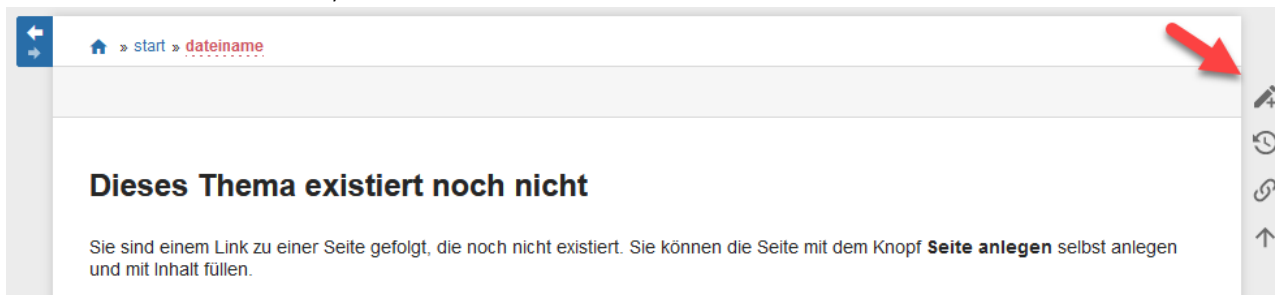 » start » dateiname
Dieses Thema existiert noch nicht
Sie sind einem Link zu einer Seite gefolgt, die noch nicht existiert. Sie können die Seite mit dem Knopf Seite anlegen selbst anlegen
und mit Inhalt füllen.